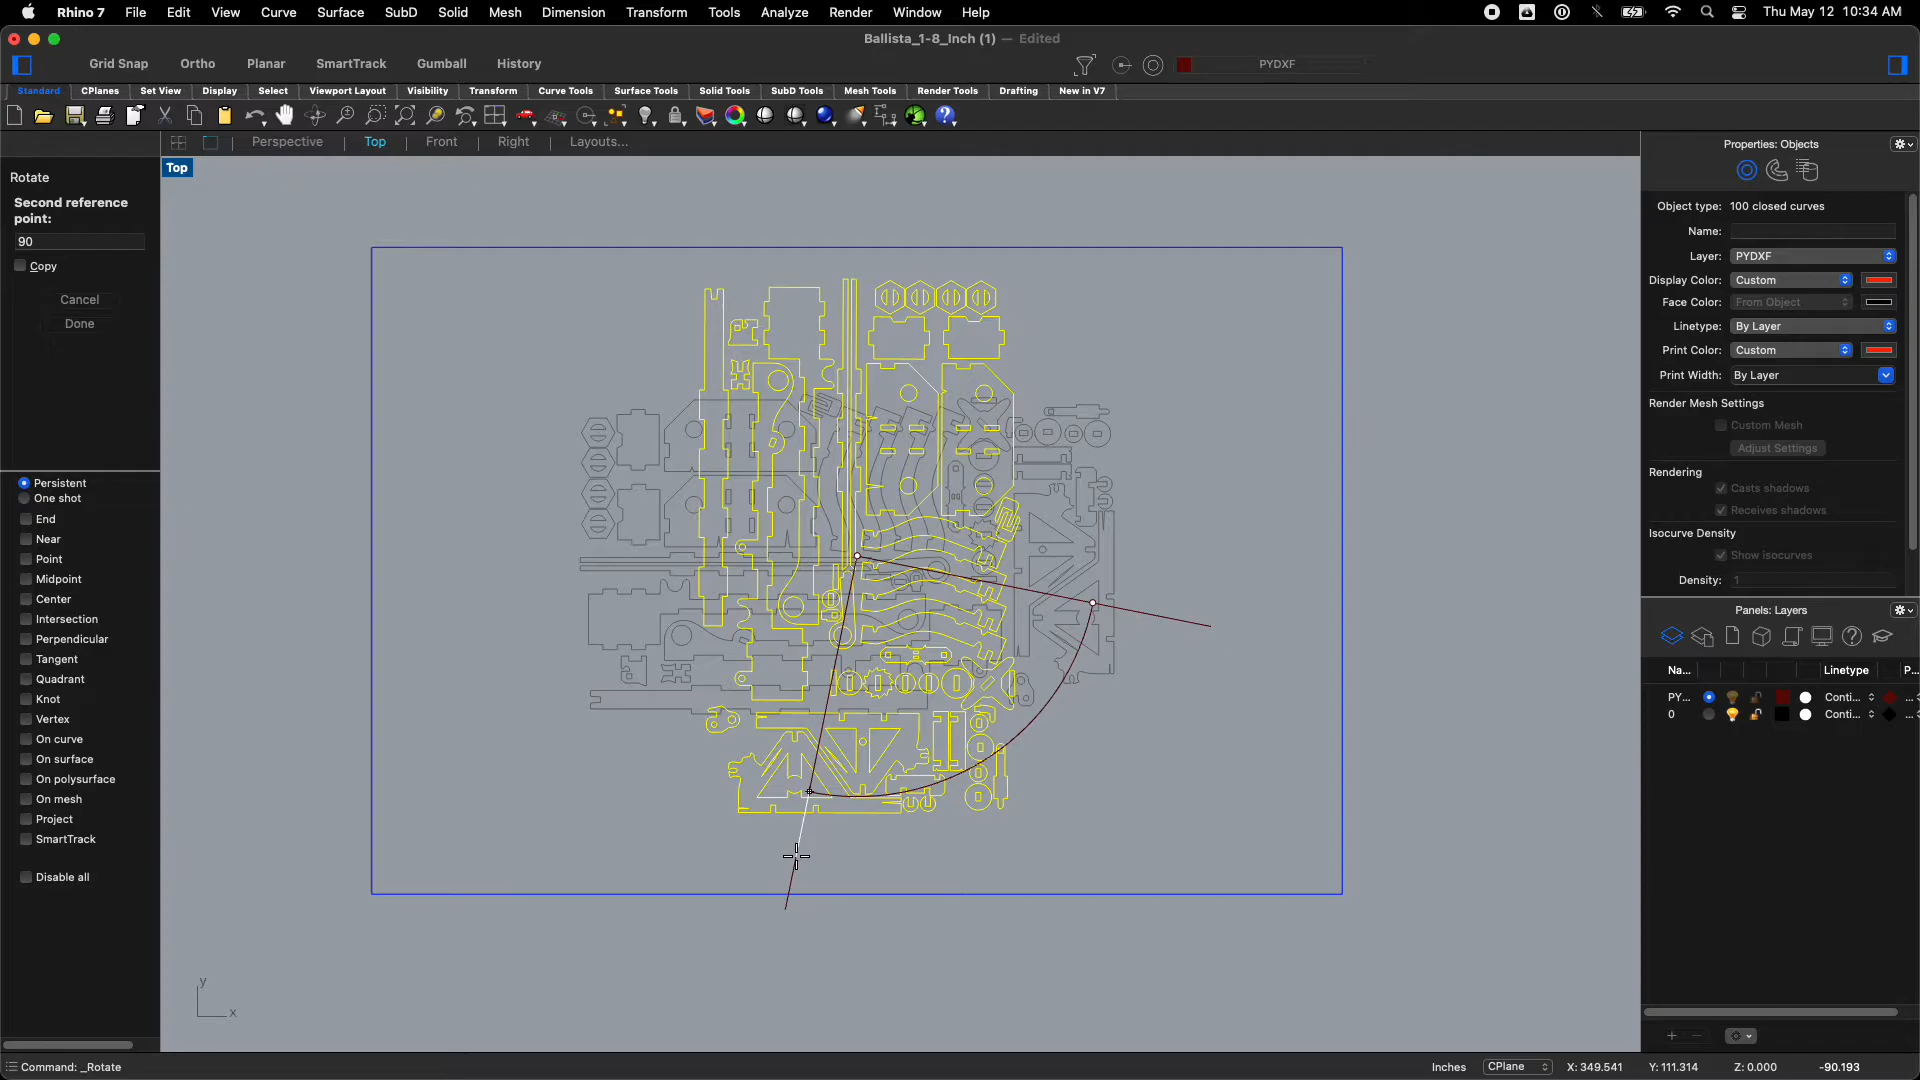 Rhino 7 File Edit View Curve Surface SubD Solid Mesh Dimension Transform Tools Analyze Render Window Help Thu May 12 10:34 AM
Ballista_1-8_Inch (1) — Edited
Grid Snap Ortho Planar SmartTrack Gumball History PYDXF
Standard CPlanes Set View Display Select Viewport Layout Visibility Transform Curve Tools Surface Tools Solid Tools SubD Tools Mesh Tools Render Tools Drafting New in V7
Perspective Top Front Right Layouts...
Top
Rotate
Second reference
point:
90
Copy
Cancel
Done
Persistent
One shot
End
Near
Point
Midpoint
Center
Intersection
Perpendicular
Tangent
Quadrant
Knot
Vertex
On curve
On surface
On polysurface
On mesh
Project
SmartTrack
Disable all
y
x
Properties: Objects
Object type: 100 closed curves
Name:
Layer: PYDXF
Display Color: Custom
Face Color: From Object
Linetype: By Layer
Print Color: Custom
Print Width: By Layer
Render Mesh Settings
Custom Mesh
Adjust Settings
Rendering
Casts shadows
Receives shadows
Isocurve Density
Show isocurves
Density: 1
Panels: Layers
Na... Linetype P...
PY... Conti... ...
0 Conti... ...
Command: _Rotate
Inches CPlane X: 349.541 Y: 111.314 Z: 0.000 -90.193